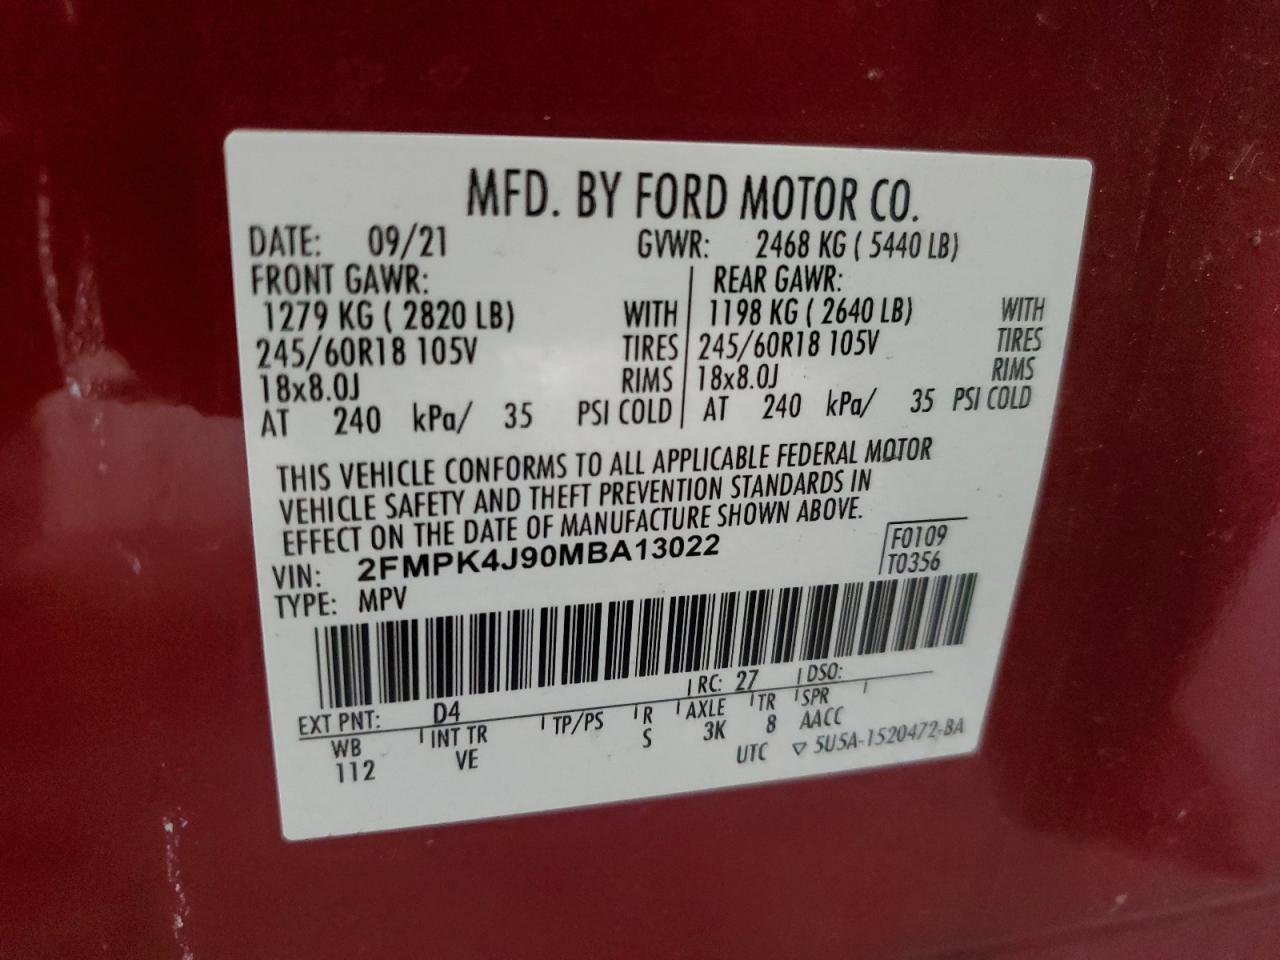 MFD. BY FORD MOTOR CO.
DATE: 09/21 GVWR: 2468 KG ( 5440 LB)
FRONT GAWR: REAR GAWR:
1279 KG ( 2820 LB) WITH 1198 KG ( 2640 LB) WITH
245/60R18 105V TIRES 245/60R18 105V TIRES
18x8.0J RIMS 18x8.0J RIMS
AT 240 kPa/ 35 PSI COLD AT 240 kPa/ 35 PSI COLD
THIS VEHICLE CONFORMS TO ALL APPLICABLE FEDERAL MOTOR
VEHICLE SAFETY AND THEFT PREVENTION STANDARDS IN
EFFECT ON THE DATE OF MANUFACTURE SHOWN ABOVE.
VIN: 2FMPK4J90MBA13022 F0109
TYPE: MPV T0356
EXT PNT: D4 RC: 27 DSO:
WB INT TR TP/PS R AXLE TR SPR
112 VE S 3K 8 AACC
UTC ▽ 5U5A-1520472-BA